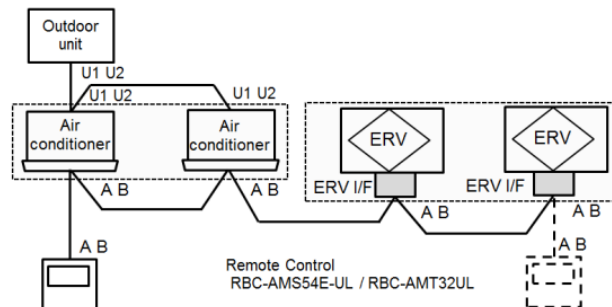 Outdoor
unit
U1 U2
U1 U2
U1 U2
Air
conditioner
Air
conditioner
ERV
ERV
ERV I/F
ERV I/F
A B
A B
A B
A B
A B
A B
Remote Control
RBC-AMS54E-UL / RBC-AMT32UL